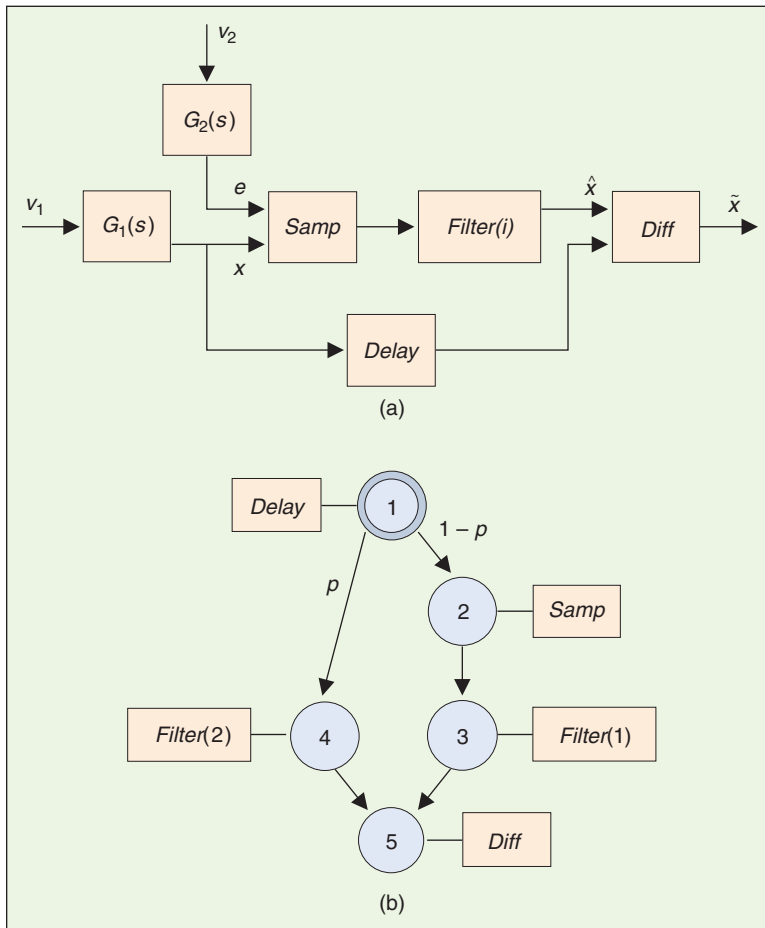 v2
G2(s)
v1
G1(s)
e
x
Samp
Filter(i)
x̂
Diff
x̃
Delay
(a)
Delay
1
1 – p
p
2
Samp
Filter(2)
4
3
Filter(1)
5
Diff
(b)